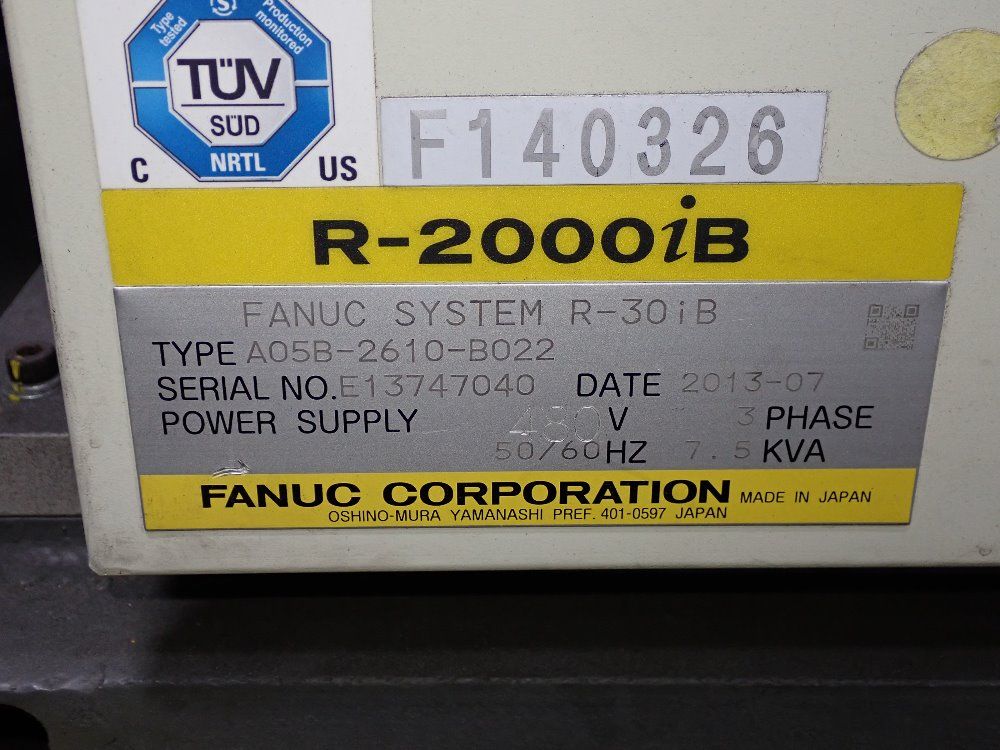 Type tested
Production monitored
TÜV
SÜD
NRTL
C US
F140326
R-2000iB
FANUC SYSTEM R-30iB
TYPE A05B-2610-B022
SERIAL NO. E13747040 DATE 2013-07
POWER SUPPLY 480 V 3 PHASE
50/60HZ 7.5 KVA
FANUC CORPORATION MADE IN JAPAN
OSHINO-MURA YAMANASHI PREF. 401-0597 JAPAN